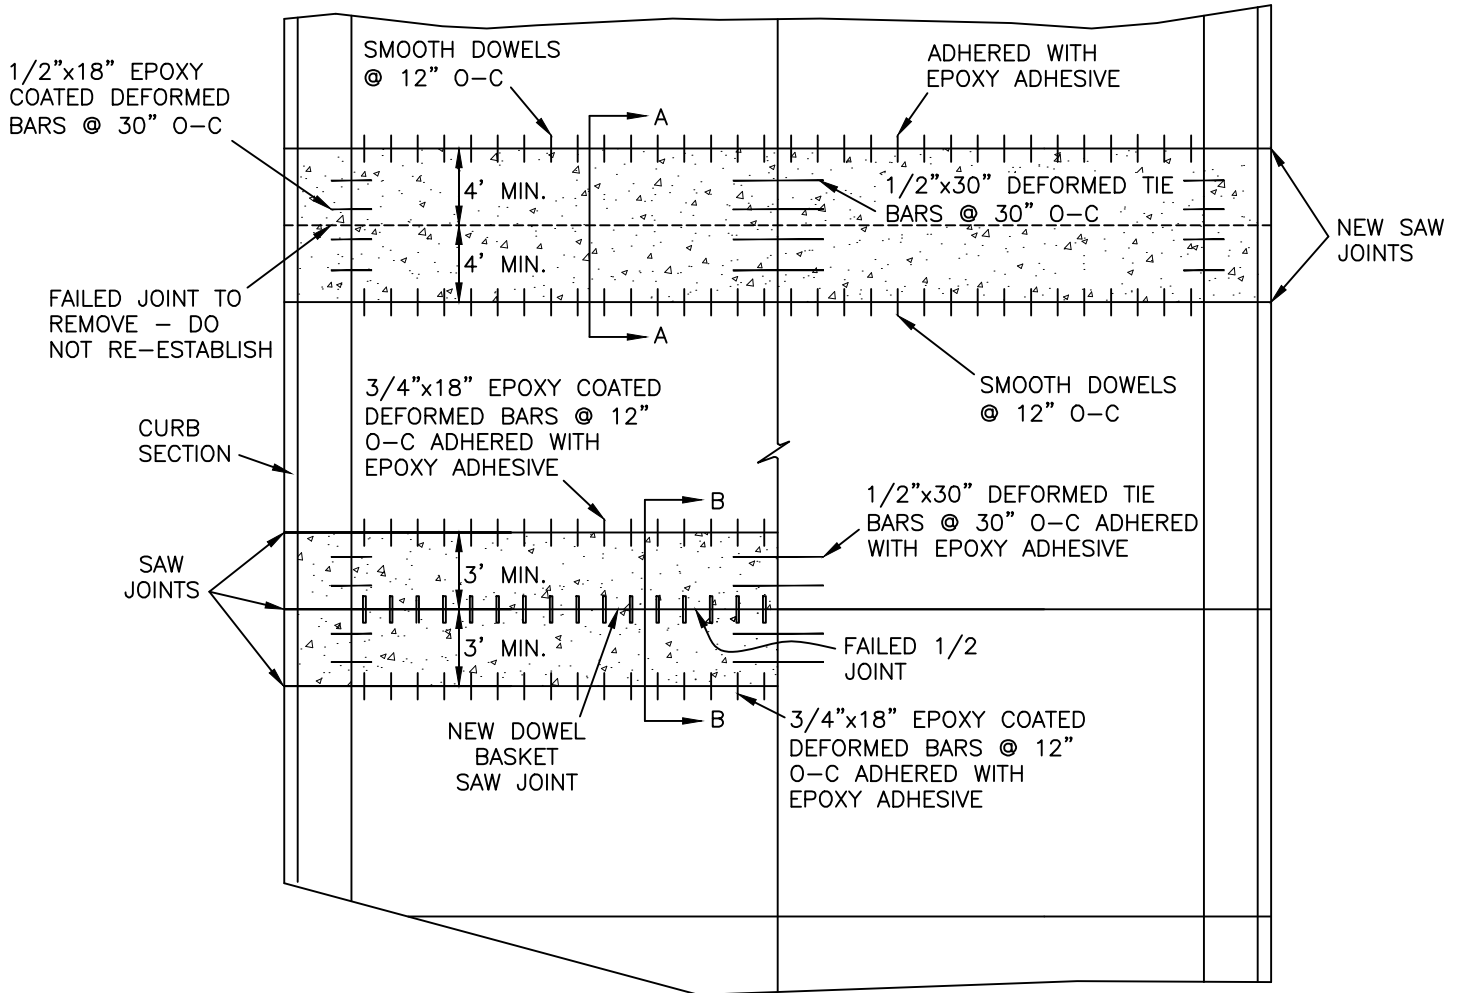 SMOOTH DOWELS
@ 12" O-C
ADHERED WITH
EPOXY ADHESIVE
1/2"x18" EPOXY
COATED DEFORMED
BARS @ 30" O-C
A
4' MIN.
1/2"x30" DEFORMED TIE
BARS @ 30" O-C
NEW SAW
JOINTS
4' MIN.
FAILED JOINT TO
REMOVE - DO
NOT RE-ESTABLISH
A
SMOOTH DOWELS
@ 12" O-C
3/4"x18" EPOXY COATED
DEFORMED BARS @ 12"
O-C ADHERED WITH
EPOXY ADHESIVE
CURB
SECTION
B
1/2"x30" DEFORMED TIE
BARS @ 30" O-C ADHERED
WITH EPOXY ADHESIVE
SAW
JOINTS
3' MIN.
3' MIN.
FAILED 1/2
JOINT
B
NEW DOWEL
BASKET
SAW JOINT
3/4"x18" EPOXY COATED
DEFORMED BARS @ 12"
O-C ADHERED WITH
EPOXY ADHESIVE